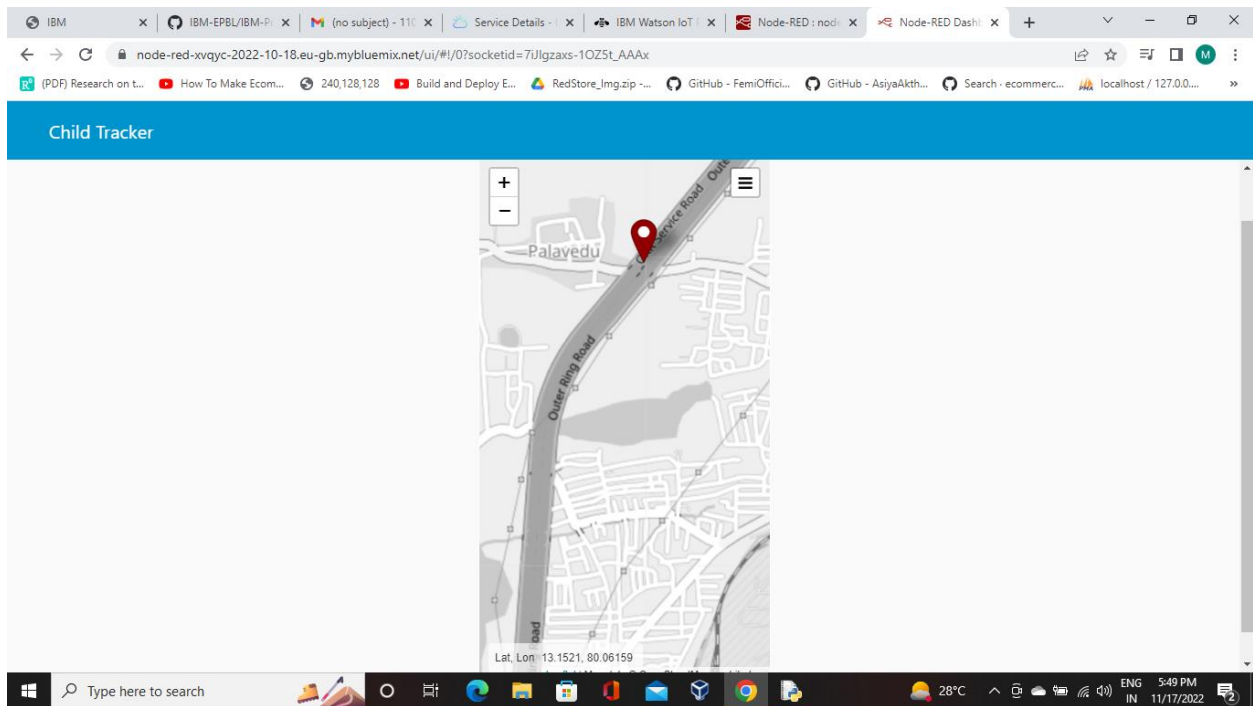 IBM
IBM-EPBL/IBM-Pr
(no subject) - 110
Service Details - I
IBM Watson IoT P
Node-RED : node
Node-RED Dashb
node-red-xvqyc-2022-10-18.eu-gb.mybluemix.net/ui/#!/0?socketid=7iJlgzaxs-1OZ5t_AAAx
M
(PDF) Research on t...
How To Make Ecom...
240,128,128
Build and Deploy E...
RedStore_Img.zip -...
GitHub - FemiOffici...
GitHub - AsiyaAkth...
Search · ecommerc...
localhost / 127.0.0....
»
Child Tracker
+
−
Service Road
Palavedu
Outer Ring Road
Lat, Lon 13.1521, 80.06159
Type here to search
28°C
ENG
IN
5:49 PM
11/17/2022
2